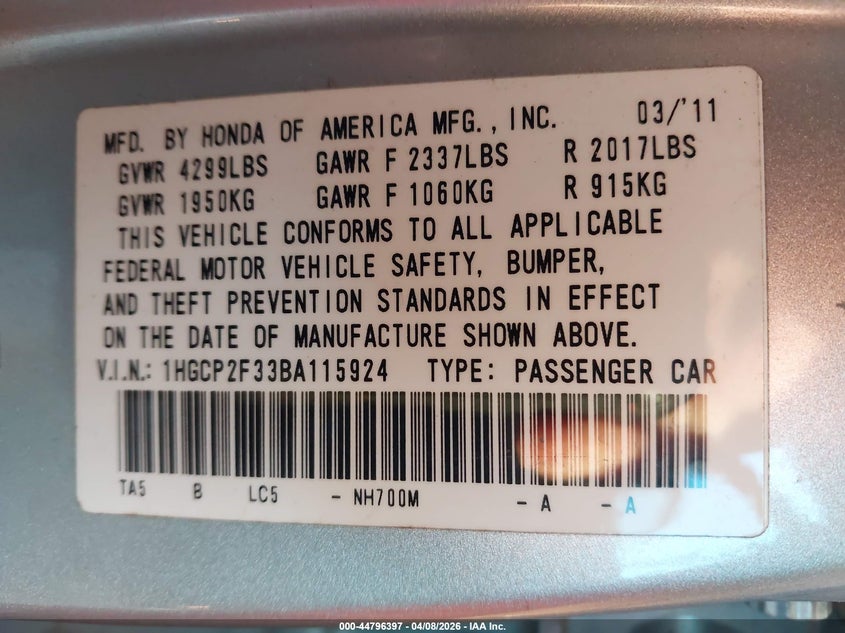 MFD. BY HONDA OF AMERICA MFG., INC. 03/'11
GVWR 4299LBS GAWR F 2337LBS R 2017LBS
GVWR 1950KG GAWR F 1060KG R 915KG
THIS VEHICLE CONFORMS TO ALL APPLICABLE
FEDERAL MOTOR VEHICLE SAFETY, BUMPER,
AND THEFT PREVENTION STANDARDS IN EFFECT
ON THE DATE OF MANUFACTURE SHOWN ABOVE.
V.I.N.: 1HGCP2F33BA115924 TYPE: PASSENGER CAR
TA5 B LC5 - NH700M - A - A
000-44796397 - 04/08/2026 - IAA Inc.